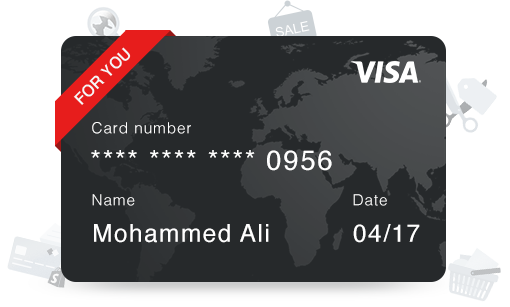 SALE
FOR YOU
VISA
Card number
**** **** **** 0956
Name Date
Mohammed Ali 04/17